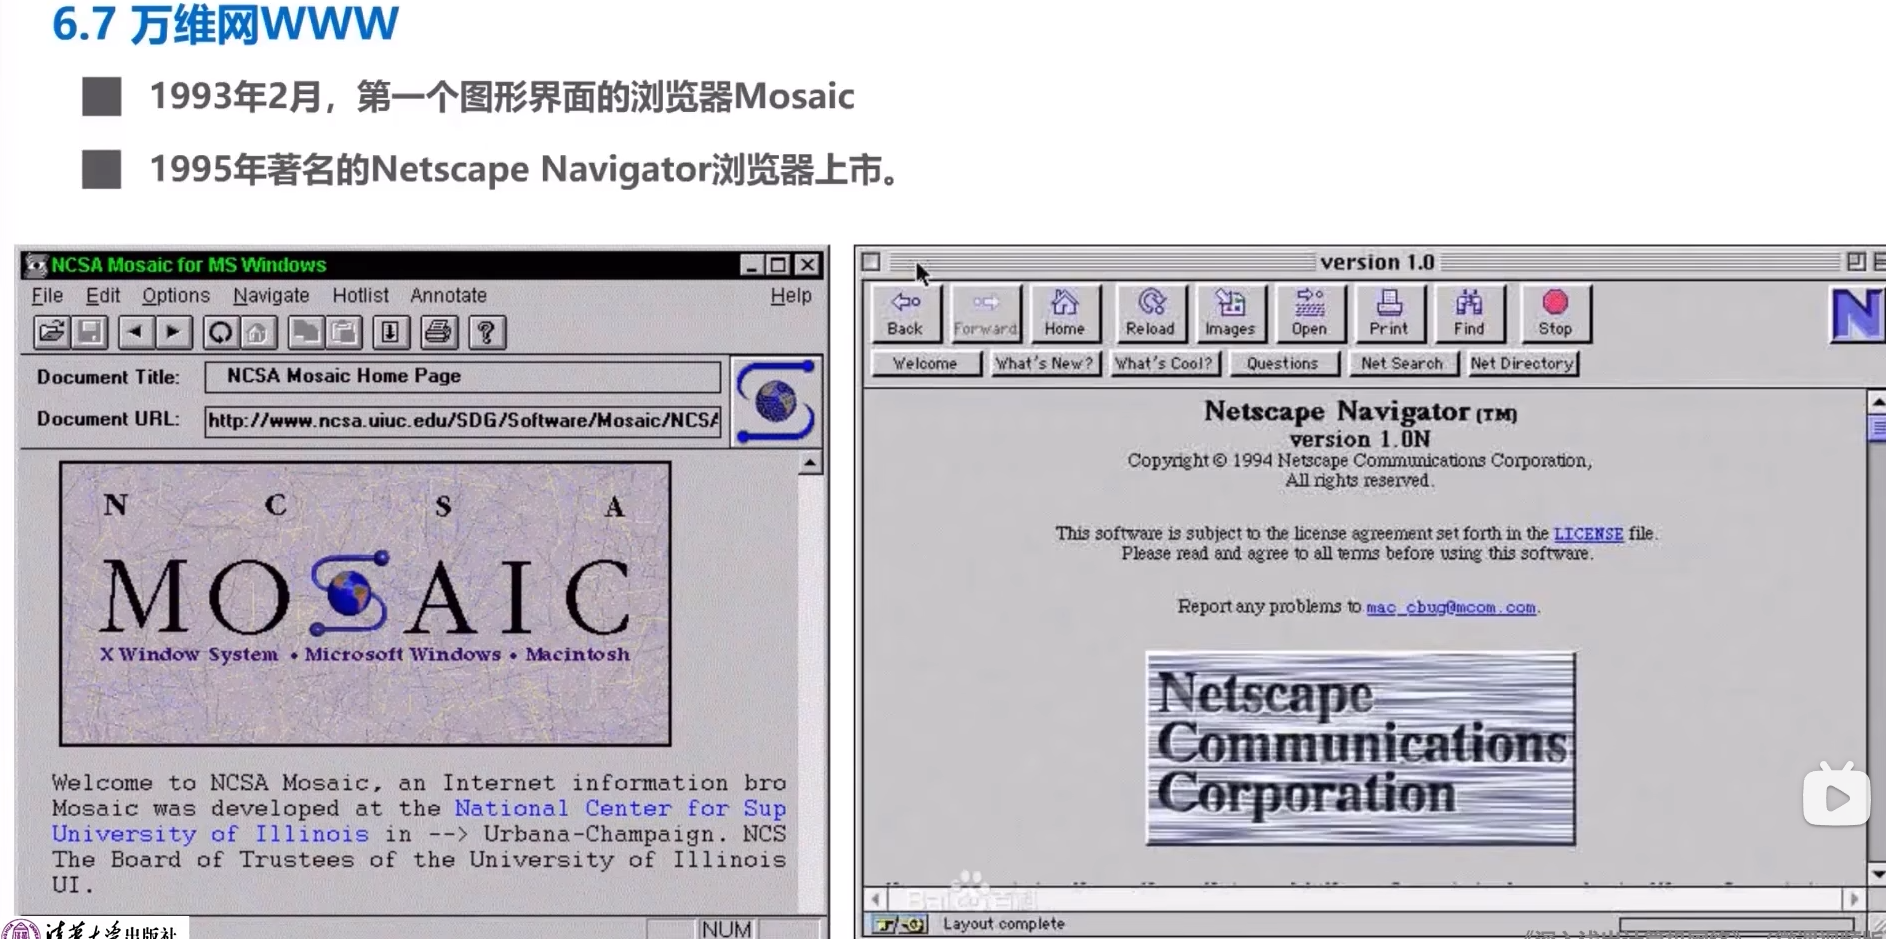 6.7 万维网WWW
1993年2月，第一个图形界面的浏览器Mosaic
1995年著名的Netscape Navigator浏览器上市。
NCSA Mosaic for MS Windows
File Edit Options Navigate Hotlist Annotate Help
Document Title: NCSA Mosaic Home Page
Document URL: http://www.ncsa.uiuc.edu/SDG/Software/Mosaic/NCSA
N C S A
MOSAIC
X Window System • Microsoft Windows • Macintosh
Welcome to NCSA Mosaic, an Internet information bro
Mosaic was developed at the National Center for Sup
University of Illinois in --> Urbana-Champaign. NCS
The Board of Trustees of the University of Illinois
UI.
NUM
清华大学出版社
version 1.0
Back Forward Home Reload Images Open Print Find Stop
N
Welcome What's New? What's Cool? Questions Net Search Net Directory
Netscape Navigator (TM)
version 1.0N
Copyright © 1994 Netscape Communications Corporation,
All rights reserved.
This software is subject to the license agreement set forth in the LICENSE file.
Please read and agree to all terms before using this software.
Report any problems to mac_cbug@mcom.com.
Netscape
Communications
Corporation
Baidu百科
Layout complete